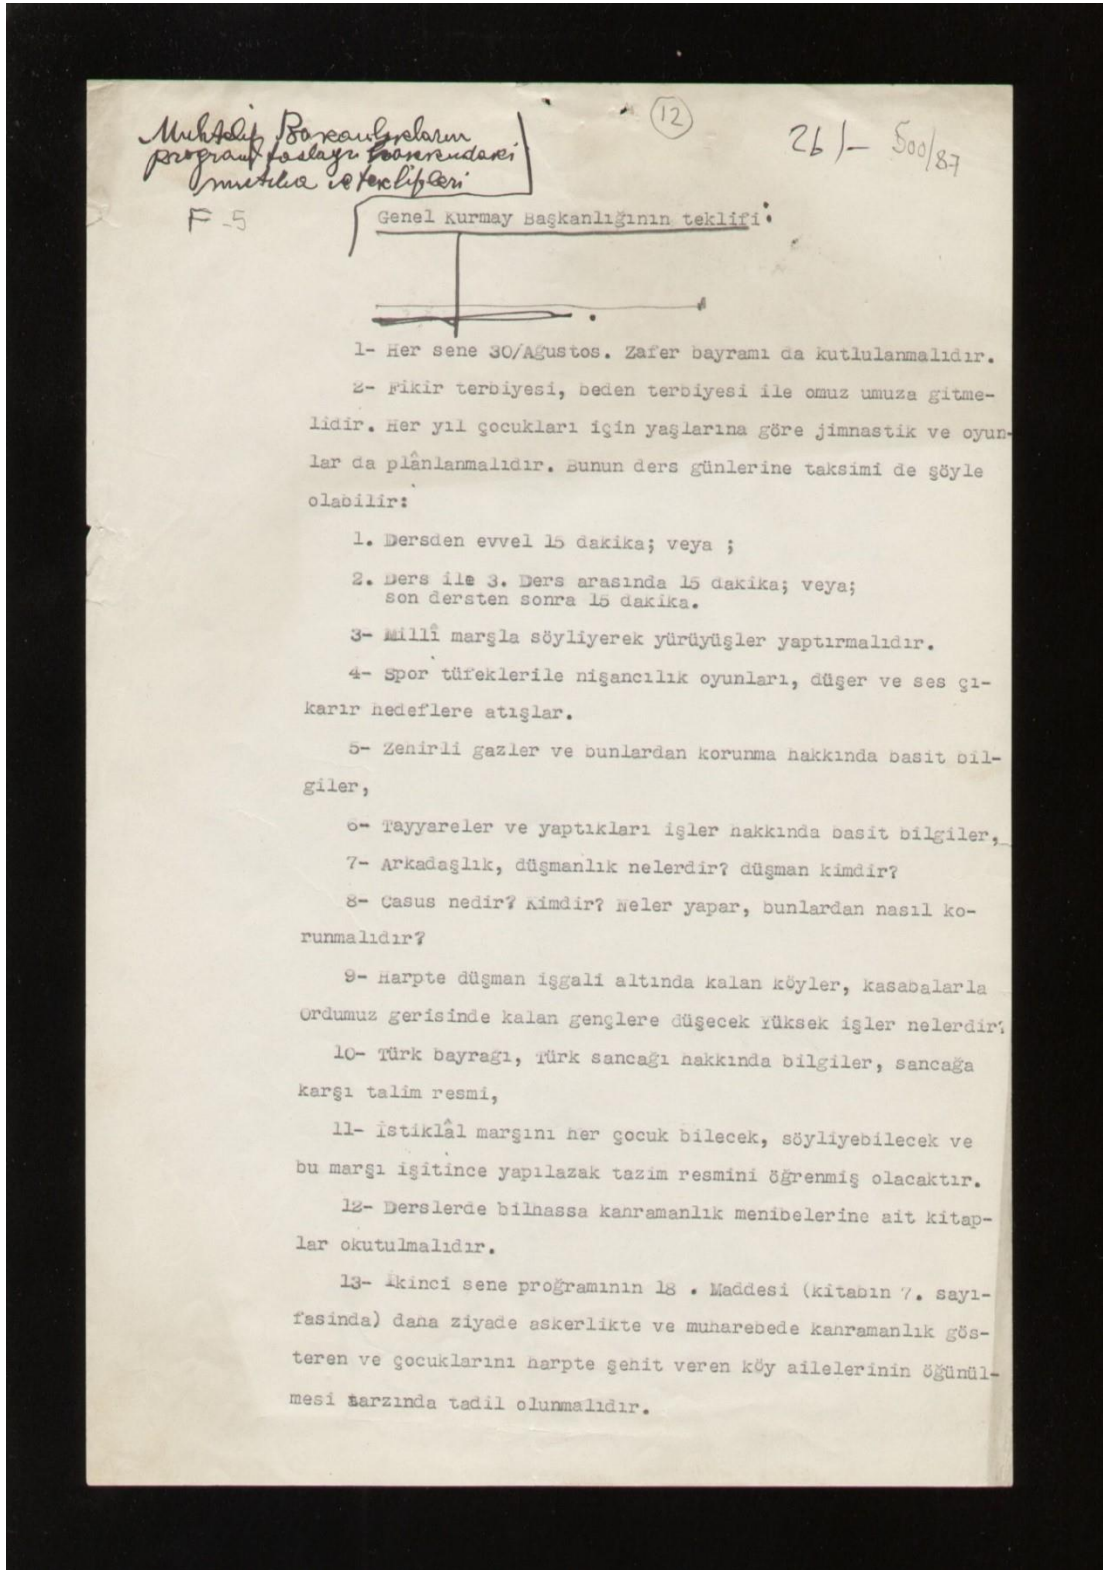 12
26/- 500/87
Muhtelif Bakanlıkların
program taslağı hakkındaki
mutalea ve teklifleri
F-5
Genel Kurmay Başkanlığının teklifi:
1- Her sene 30/Ağustos. Zafer bayramı da kutlulanmalıdır.
2- Fikir terbiyesi, beden terbiyesi ile omuz umuza gitme-
lidir. Her yıl çocukları için yaşlarına göre jimnastik ve oyun-
lar da plânlanmalıdır. Bunun ders günlerine taksimi de şöyle
olabilir:
1. Dersden evvel 15 dakika; veya ;
2. Ders ile 3. Ders arasında 15 dakika; veya;
son dersten sonra 15 dakika.
3- Millî marşla söyliyerek yürüyüşler yaptırmalıdır.
4- Spor tüfeklerile nişancılık oyunları, düşer ve ses çı-
karır hedeflere atışlar.
5- Zehirli gazler ve bunlardan korunma hakkında basit bil-
giler,
6- Tayyareler ve yaptıkları işler hakkında basit bilgiler,
7- Arkadaşlık, düşmanlık nelerdir? düşman kimdir?
8- Casus nedir? Kimdir? Neler yapar, bunlardan nasıl ko-
runmalıdır?
9- Harpte düşman işgali altında kalan köyler, kasabalarla
Ordumuz gerisinde kalan gençlere düşecek Yüksek işler nelerdir?
10- Türk bayrağı, Türk sancağı hakkında bilgiler, sancağa
karşı talim resmi,
11- İstiklâl marşını her çocuk bilecek, söyliyebilecek ve
bu marşı işitince yapılazak tazim resmini öğrenmiş olacaktır.
12- Derslerde bilhassa kahramanlık menibelerine ait kitap-
lar okutulmalıdır.
13- İkinci sene proğramının 18 . Maddesi (kitabın 7. sayı-
fasinda) daha ziyade askerlikte ve muharebede kahramanlık gös-
teren ve çocuklarını harpte şehit veren köy ailelerinin öğünül-
mesi tarzında tadil olunmalıdır.